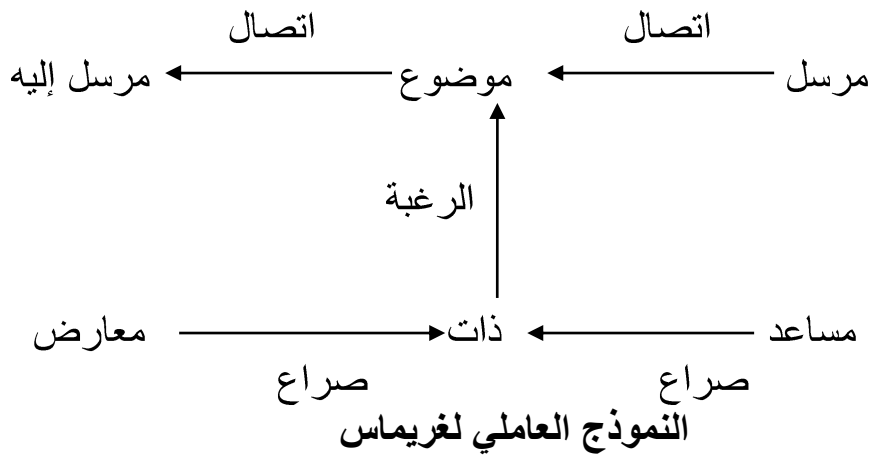 اتصال اتصال
مرسل موضوع مرسل إليه
الرغبة
مساعد ذات معارض
صراع صراع
النموذج العاملي لغريماس